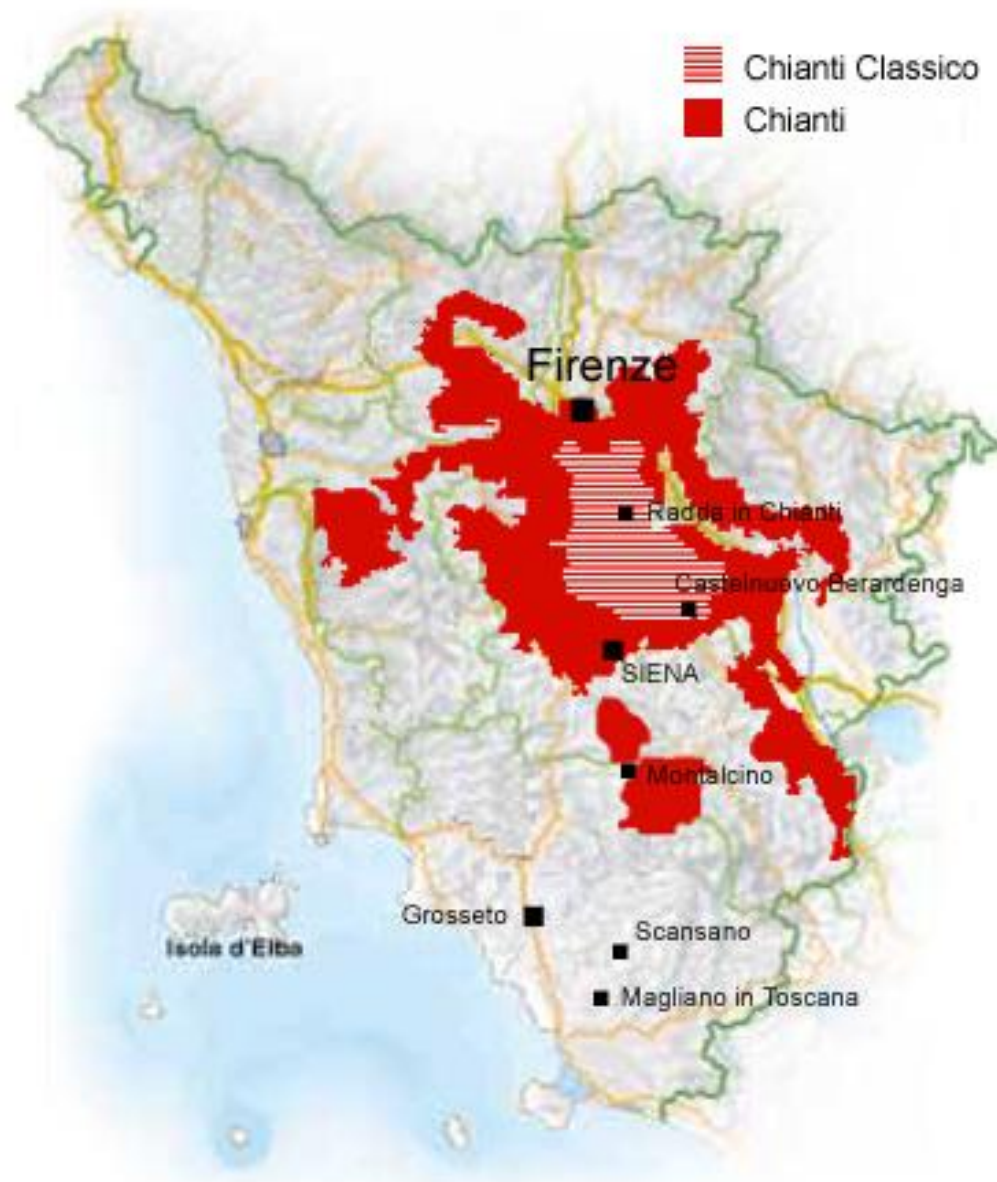 Chianti Classico
Chianti
Firenze
Radda in Chianti
Castelnuovo Berardenga
SIENA
Montalcino
Grosseto
Scansano
Isola d'Elba
Magliano in Toscana